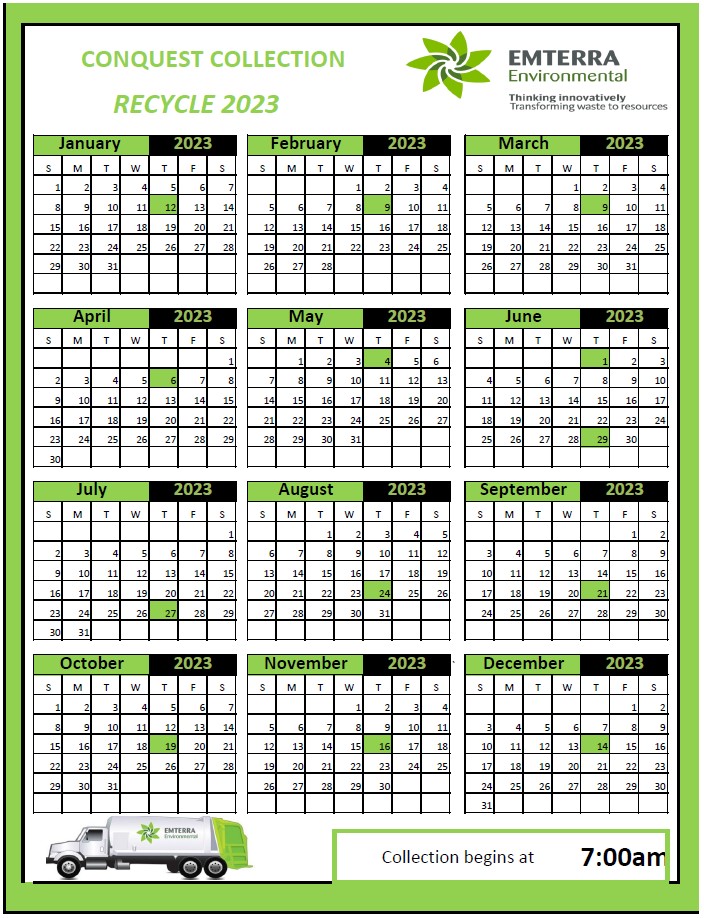 CONQUEST COLLECTION
RECYCLE 2023
EMTERRA
Environmental
Thinking innovatively
Transforming waste to resources
January 2023
S M T W T F S
1 2 3 4 5 6 7
8 9 10 11 12 13 14
15 16 17 18 19 20 21
22 23 24 25 26 27 28
29 30 31
February 2023
S M T W T F S
1 2 3 4
5 6 7 8 9 10 11
12 13 14 15 16 17 18
19 20 21 22 23 24 25
26 27 28
March 2023
S M T W T F S
1 2 3 4
5 6 7 8 9 10 11
12 13 14 15 16 17 18
19 20 21 22 23 24 25
26 27 28 29 30 31
April 2023
S M T W T F S
1
2 3 4 5 6 7 8
9 10 11 12 13 14 15
16 17 18 19 20 21 22
23 24 25 26 27 28 29
30
May 2023
S M T W T F S
1 2 3 4 5 6
7 8 9 10 11 12 13
14 15 16 17 18 19 20
21 22 23 24 25 26 27
28 29 30 31
June 2023
S M T W T F S
1 2 3
4 5 6 7 8 9 10
11 12 13 14 15 16 17
18 19 20 21 22 23 24
25 26 27 28 29 30
July 2023
S M T W T F S
1
2 3 4 5 6 7 8
9 10 11 12 13 14 15
16 17 18 19 20 21 22
23 24 25 26 27 28 29
30 31
August 2023
S M T W T F S
1 2 3 4 5
6 7 8 9 10 11 12
13 14 15 16 17 18 19
20 21 22 23 24 25 26
27 28 29 30 31
September 2023
S M T W T F S
1 2
3 4 5 6 7 8 9
10 11 12 13 14 15 16
17 18 19 20 21 22 23
24 25 26 27 28 29 30
October 2023
S M T W T F S
1 2 3 4 5 6 7
8 9 10 11 12 13 14
15 16 17 18 19 20 21
22 23 24 25 26 27 28
29 30 31
November 2023
S M T W T F S
1 2 3 4
5 6 7 8 9 10 11
12 13 14 15 16 17 18
19 20 21 22 23 24 25
26 27 28 29 30
December 2023
S M T W T F S
1 2
3 4 5 6 7 8 9
10 11 12 13 14 15 16
17 18 19 20 21 22 23
24 25 26 27 28 29 30
31
EMTERRA
Environmental
Collection begins at 7:00am